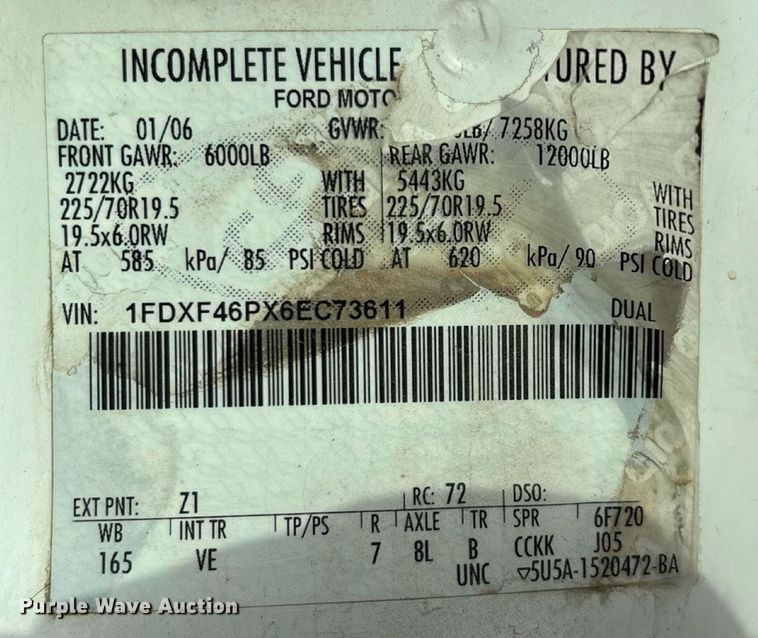 INCOMPLETE VEHICLE URED BY
FORD MOTO
DATE: 01/06 GVWR: LB/ 7258KG
FRONT GAWR: 6000LB REAR GAWR: 12000LB
2722KG WITH 5443KG WITH
225/70R19.5 TIRES 225/70R19.5 TIRES
19.5x6.0RW RIMS 19.5x6.0RW RIMS
AT 585 kPa/ 85 PSI COLD AT 620 kPa/ 90 PSI COLD
VIN: 1FDXF46PX6EC73611 DUAL
EXT PNT: Z1 RC: 72 DSO:
WB INT TR TP/PS R AXLE TR SPR 6F720
165 VE 7 8L B CCKK J05
UNC ▽5U5A-1520472-BA
Purple Wave Auction